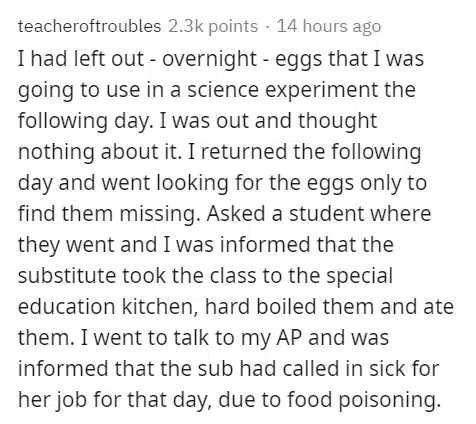 teacheroftroubles 2.3k points · 14 hours ago
I had left out - overnight - eggs that I was
going to use in a science experiment the
following day. I was out and thought
nothing about it. I returned the following
day and went looking for the eggs only to
find them missing. Asked a student where
they went and I was informed that the
substitute took the class to the special
education kitchen, hard boiled them and ate
them. I went to talk to my AP and was
informed that the sub had called in sick for
her job for that day, due to food poisoning.